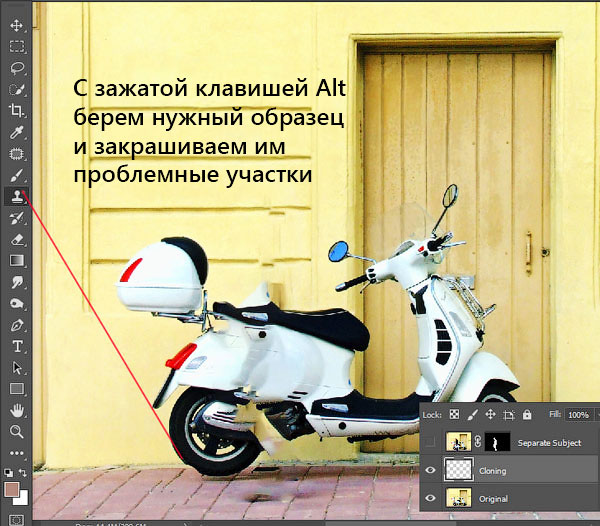 С зажатой клавишей Alt
берем нужный образец
и закрашиваем им
проблемные участки
Lock:
Fill: 100%
Separate Subject
Cloning
Original